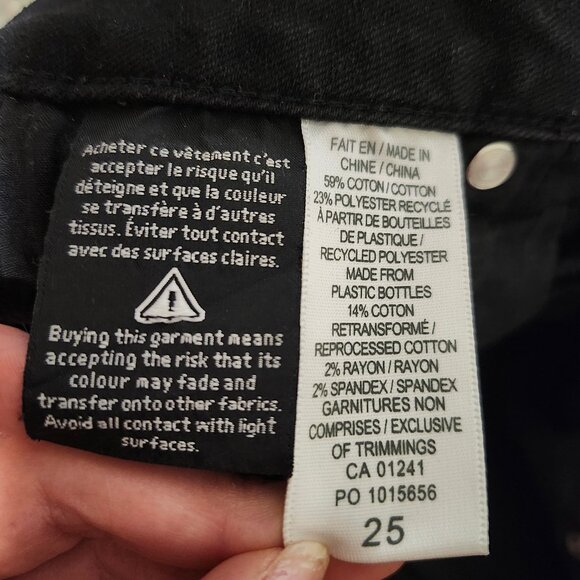 Acheter ce vêtement c'est
accepter le risque qu'il
déteigne et que la couleur
se transfère à d'autres
tissus. Éviter tout contact
avec des surfaces claires.
Buying this garment means
accepting the risk that its
colour may fade and
transfer onto other fabrics.
Avoid all contact with light
surfaces.
FAIT EN / MADE IN
CHINE / CHINA
59% COTON / COTTON
23% POLYESTER RECYCLÉ
À PARTIR DE BOUTEILLES
DE PLASTIQUE /
RECYCLED POLYESTER
MADE FROM
PLASTIC BOTTLES
14% COTON
RETRANSFORMÉ /
REPROCESSED COTTON
2% RAYON / RAYON
2% SPANDEX / SPANDEX
GARNITURES NON
COMPRISES / EXCLUSIVE
OF TRIMMINGS
CA 01241
PO 1015656
25